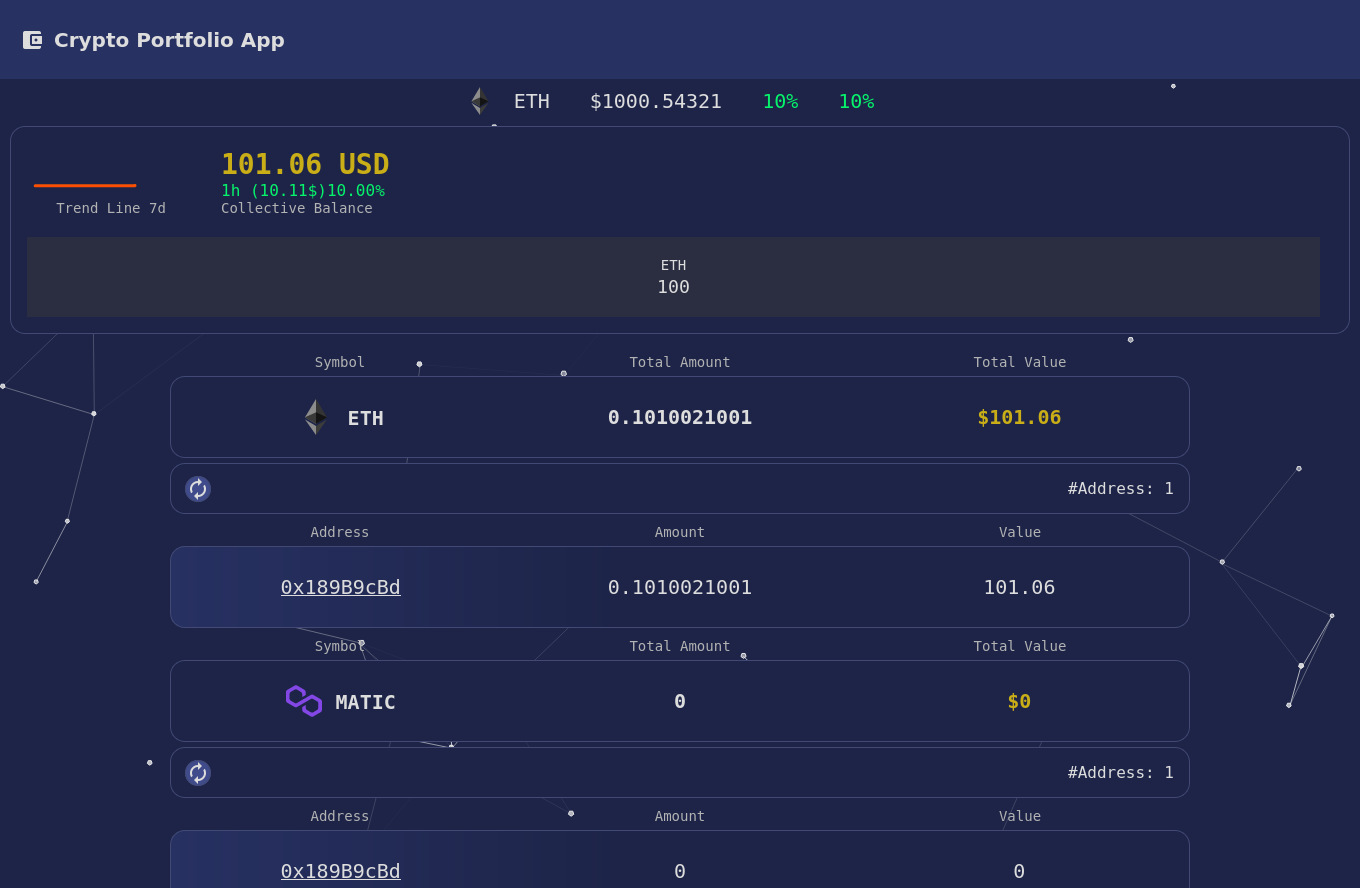 Crypto Portfolio App
ETH $1000.54321 10% 10%
101.06 USD
1h (10.11$)10.00%
Trend Line 7d Collective Balance
ETH
100
Symbol Total Amount Total Value
ETH 0.1010021001 $101.06
#Address: 1
Address Amount Value
0x189B9cBd 0.1010021001 101.06
Symbol Total Amount Total Value
MATIC 0 $0
#Address: 1
Address Amount Value
0x189B9cBd 0 0